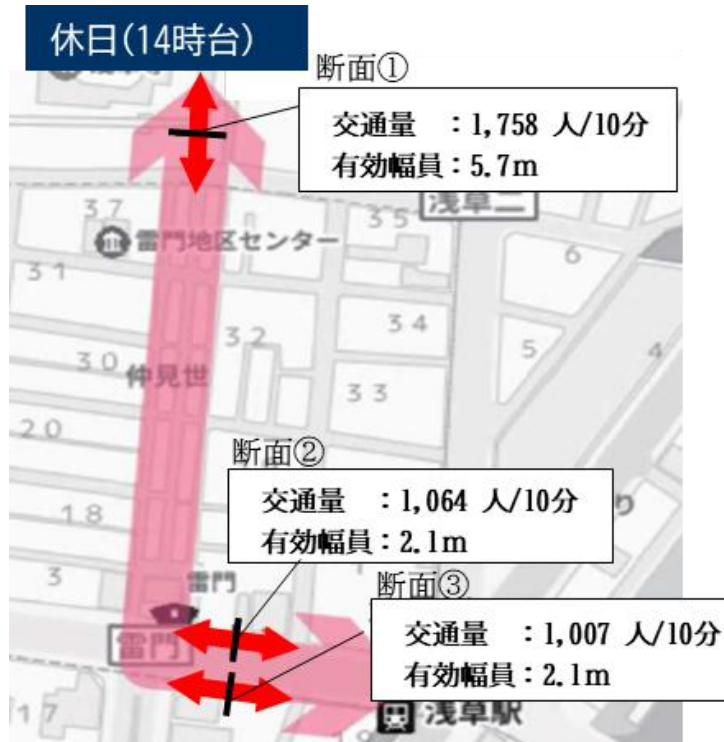 休日(14時台)
断面①
交通量 ：1,758 人/10分
有効幅員：5.7m
浅草二
37
35
雷門地区センター
6
31
34
32
5
4
30
仲見世
33
20
断面②
交通量 ：1,064 人/10分
有効幅員：2.1m
り
18
3
雷門
断面③
雷門
交通量 ：1,007 人/10分
有効幅員：2.1m
17
浅草駅